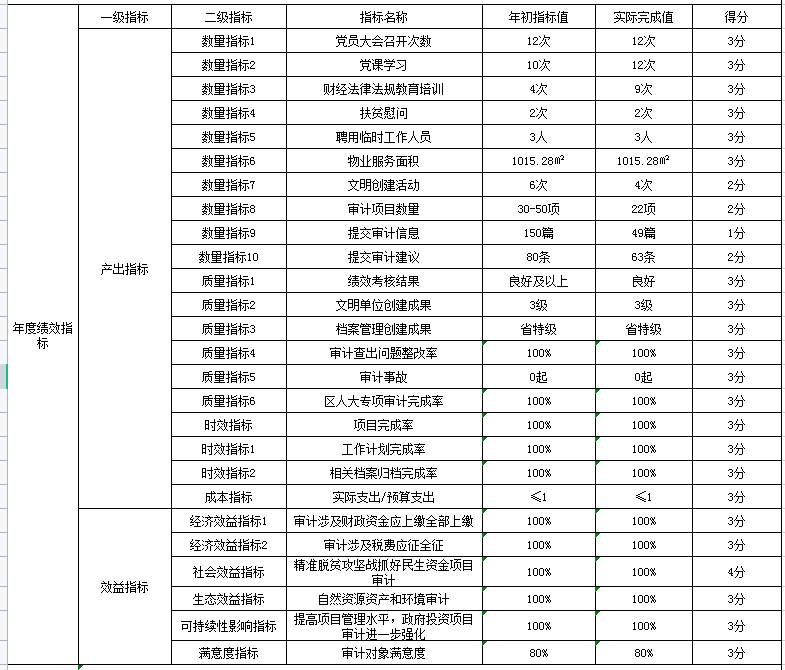 一级指标 二级指标 指标名称 年初指标值 实际完成值 得分
数量指标1 党员大会召开次数 12次 12次 3分
数量指标2 党课学习 10次 12次 3分
数量指标3 财经法律法规教育培训 4次 9次 3分
数量指标4 扶贫慰问 2次 2次 3分
数量指标5 聘用临时工作人员 3人 3人 3分
数量指标6 物业服务面积 1015.28㎡ 1015.28㎡ 3分
数量指标7 文明创建活动 6次 4次 2分
数量指标8 审计项目数量 30-50项 22项 2分
数量指标9 提交审计信息 150篇 49篇 1分
数量指标10 提交审计建议 80条 63条 2分
产出指标
质量指标1 绩效考核结果 良好及以上 良好 3分
质量指标2 文明单位创建成果 3级 3级 3分
年度绩效指
标
质量指标3 档案管理创建成果 省特级 省特级 3分
质量指标4 审计查出问题整改率 100% 100% 3分
质量指标5 审计事故 0起 0起 3分
质量指标6 区人大专项审计完成率 100% 100% 3分
时效指标 项目完成率 100% 100% 3分
时效指标1 工作计划完成率 100% 100% 3分
时效指标2 相关档案归档完成率 100% 100% 3分
成本指标 实际支出/预算支出 ≤1 ≤1 3分
经济效益指标1 审计涉及财政资金应上缴全部上缴 100% 100% 3分
经济效益指标2 审计涉及税费应征全征 100% 100% 3分
社会效益指标 精准脱贫攻坚战抓好民生资金项目
审计 100% 100% 4分
效益指标
生态效益指标 自然资源资产和环境审计 100% 100% 3分
可持续性影响指标 提高项目管理水平，政府投资项目
审计进一步强化 100% 100% 3分
满意度指标 审计对象满意度 80% 80% 3分